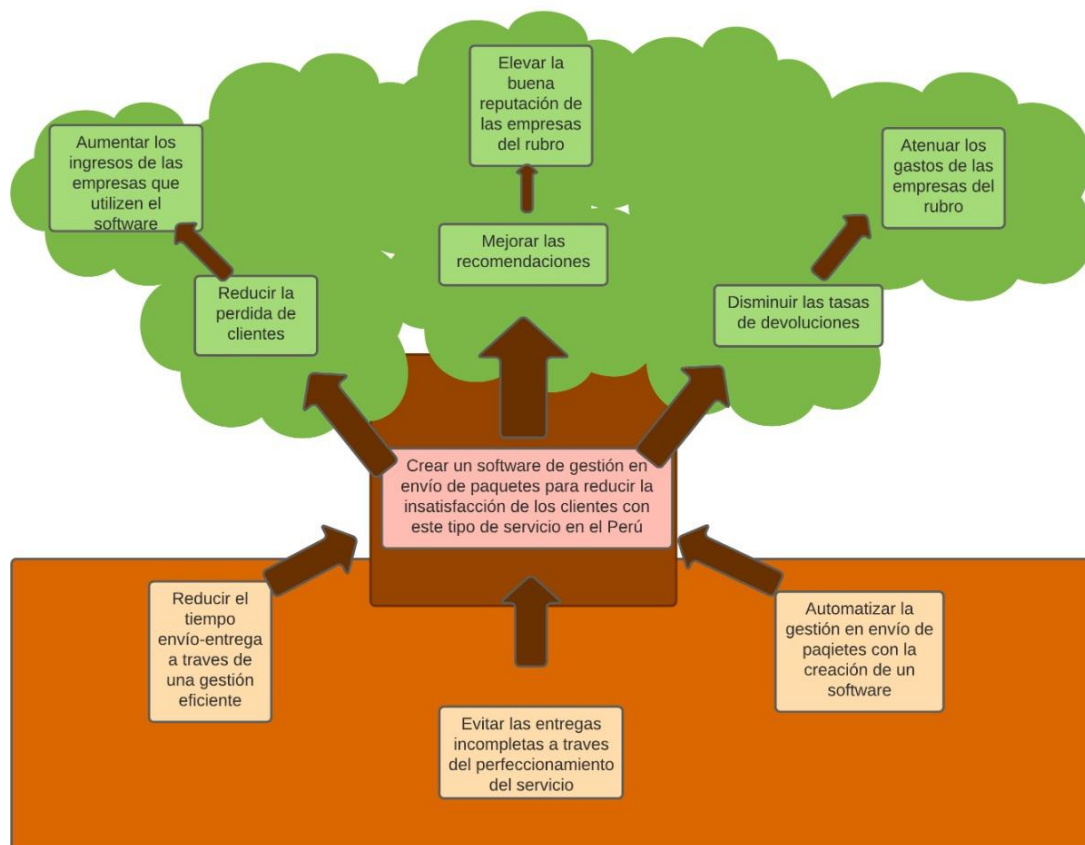 Elevar la
buena
reputación de
las empresas
del rubro
Aumentar los
ingresos de las
empresas que
utilizen el
software
Atenuar los
gastos de las
empresas del
rubro
Mejorar las
recomendaciones
Reducir la
perdida de
clientes
Disminuir las tasas
de devoluciones
Crear un software de gestión en
envío de paquetes para reducir la
insatisfacción de los clientes con
este tipo de servicio en el Perú
Reducir el
tiempo
envío-entrega
a traves de
una gestión
eficiente
Automatizar la
gestión en envío de
paqietes con la
creación de un
software
Evitar las entregas
incompletas a traves
del perfeccionamiento
del servicio